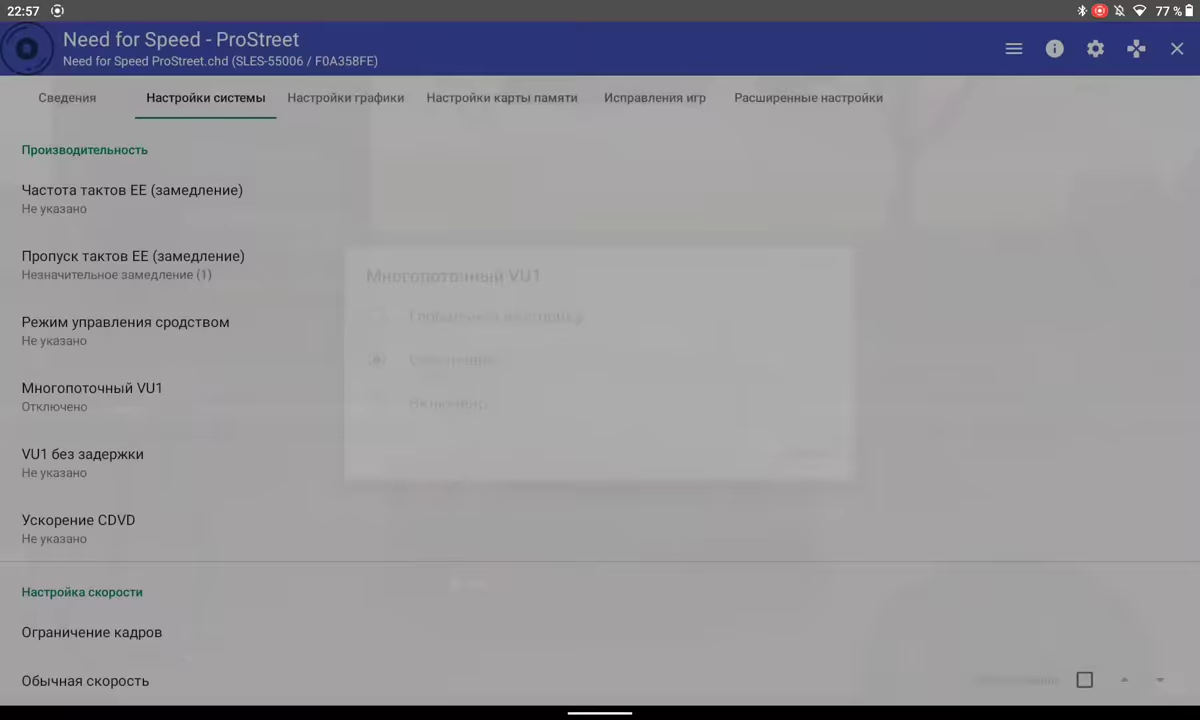 22:57
77 %
Need for Speed - ProStreet
Need for Speed ProStreet.chd (SLES-55006 / F0A358FE)
Сведения Настройки системы Настройки графики Настройки карты памяти Исправления игр Расширенные настройки
Производительность
Частота тактов EE (замедление)
Не указано
Пропуск тактов EE (замедление)
Незначительное замедление (1)
Режим управления сродством
Не указано
Многопоточный VU1
Отключено
VU1 без задержки
Не указано
Ускорение CDVD
Не указано
Настройка скорости
Ограничение кадров
Обычная скорость
Многопоточный VU1